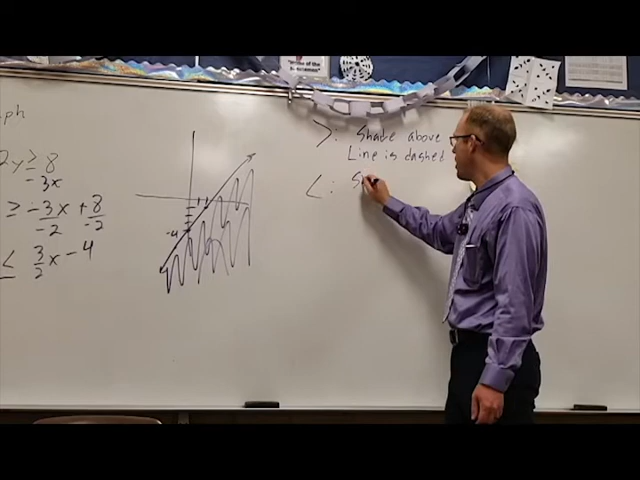 ph
2y ≥ 8
- 3x
≥ -3x + 8
-2 -2
≤ 3/2 x - 4
-4
>: Shade above
Line is dashed
<: S